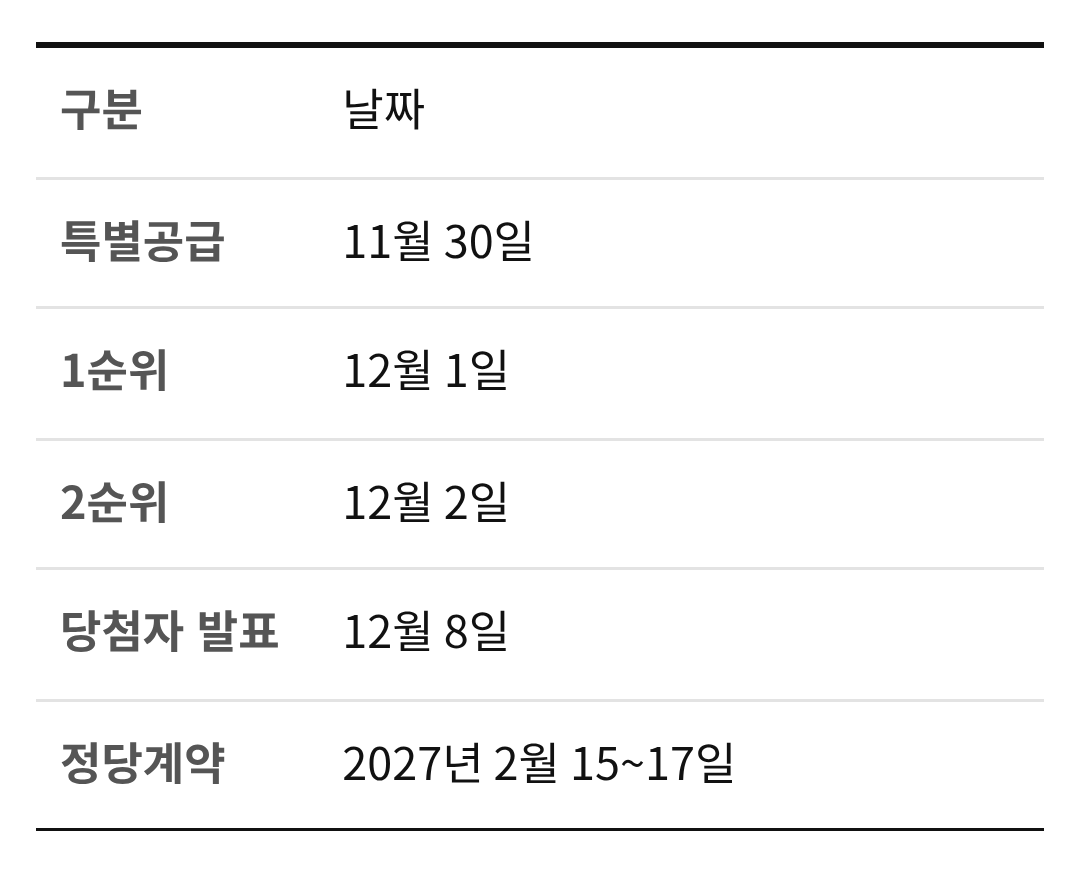 구분 날짜
특별공급 11월 30일
1순위 12월 1일
2순위 12월 2일
당첨자 발표 12월 8일
정당계약 2027년 2월 15~17일